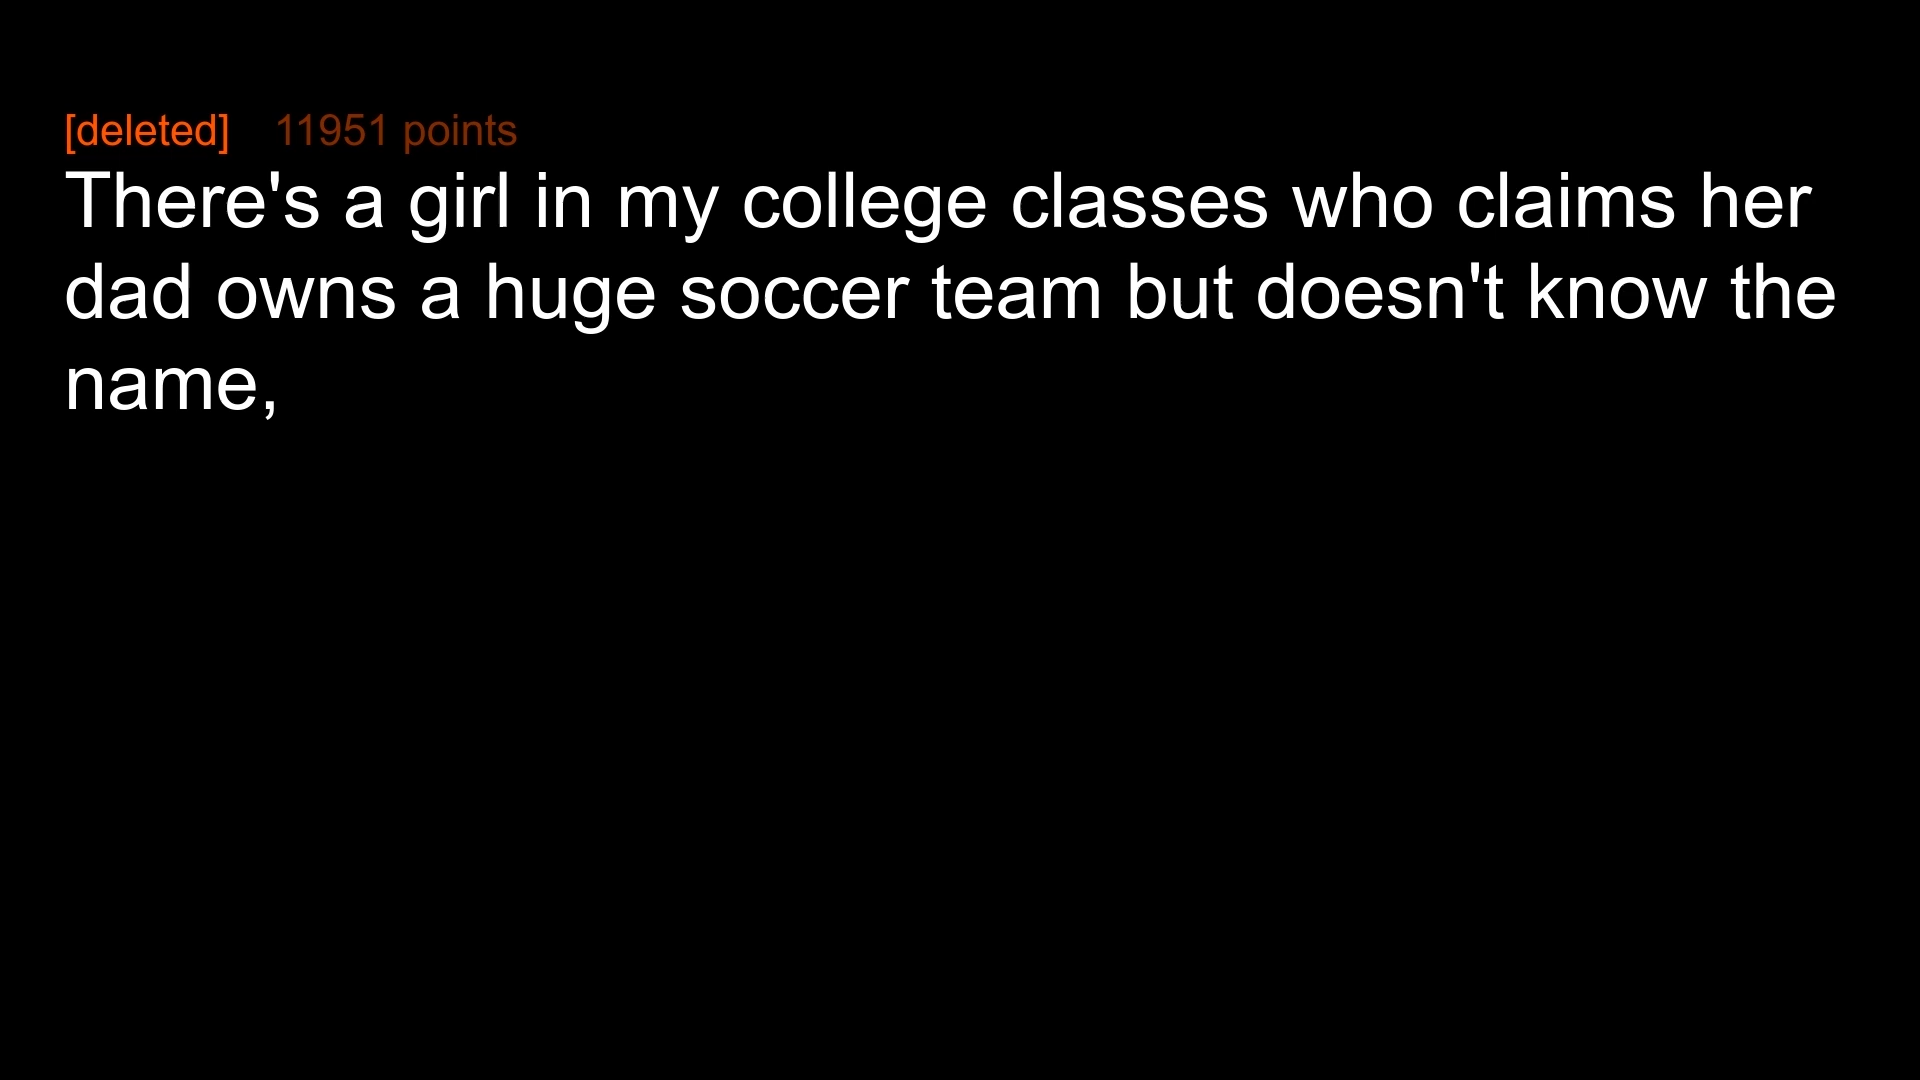 [deleted] 11951 points
There's a girl in my college classes who claims her
dad owns a huge soccer team but doesn't know the
name,